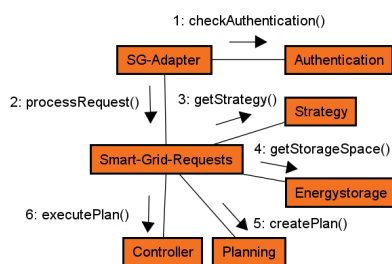 1: checkAuthentication()
SG-Adapter
Authentication
2: processRequest()
3: getStrategy()
Strategy
4: getStorageSpace()
Smart-Grid-Requests
Energystorage
6: executePlan()
5: createPlan()
Controller
Planning